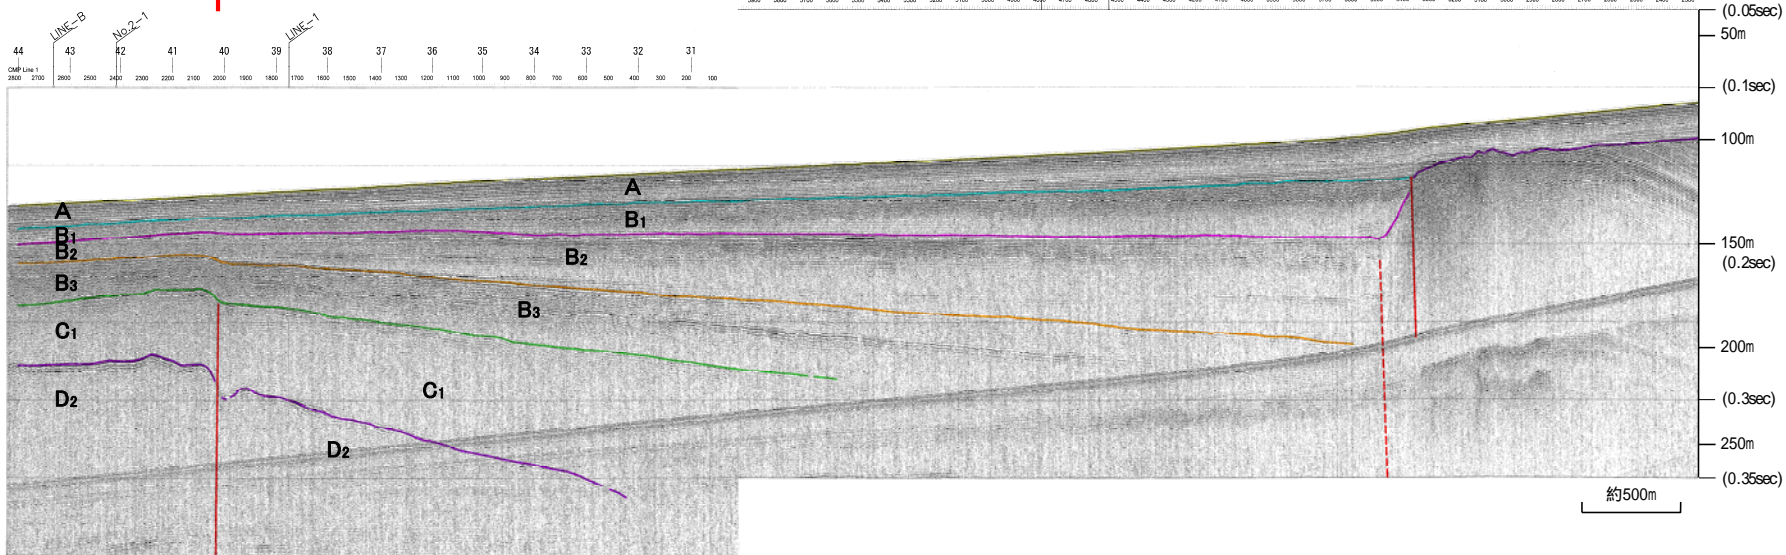 (0.05sec)
50m
LINE-B
No.2-1
LINE-1
44 43 42 41 40 39 38 37 36 35 34 33 32 31
CMP Line 1
2800 2700 2600 2500 2400 2300 2200 2100 2000 1900 1800 1700 1600 1500 1400 1300 1200 1100 1000 900 800 700 600 500 400 300 200 100
(0.1sec)
100m
A
A
B1
B1
B2
B2
150m
(0.2sec)
B3
B3
C1
200m
C1
D2
(0.3sec)
D2
250m
(0.35sec)
約500m